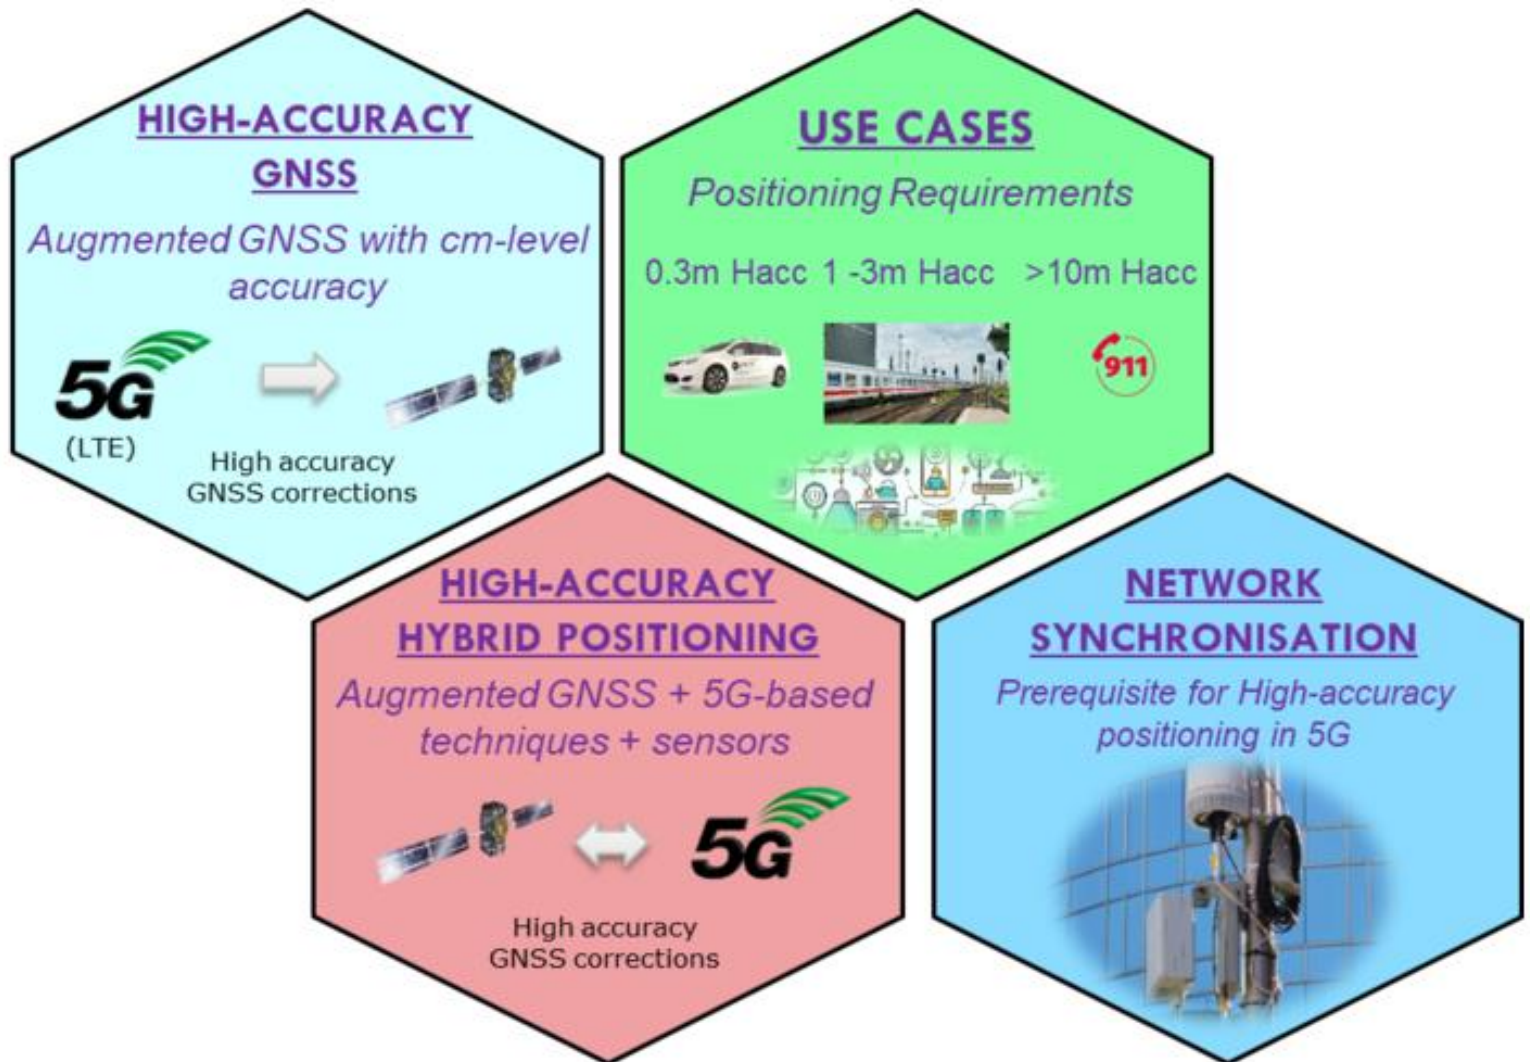 HIGH-ACCURACY
GNSS
Augmented GNSS with cm-level
accuracy
5G
(LTE)
High accuracy
GNSS corrections
USE CASES
Positioning Requirements
0.3m Hacc 1 -3m Hacc >10m Hacc
911
HIGH-ACCURACY
HYBRID POSITIONING
Augmented GNSS + 5G-based
techniques + sensors
5G
High accuracy
GNSS corrections
NETWORK
SYNCHRONISATION
Prerequisite for High-accuracy
positioning in 5G